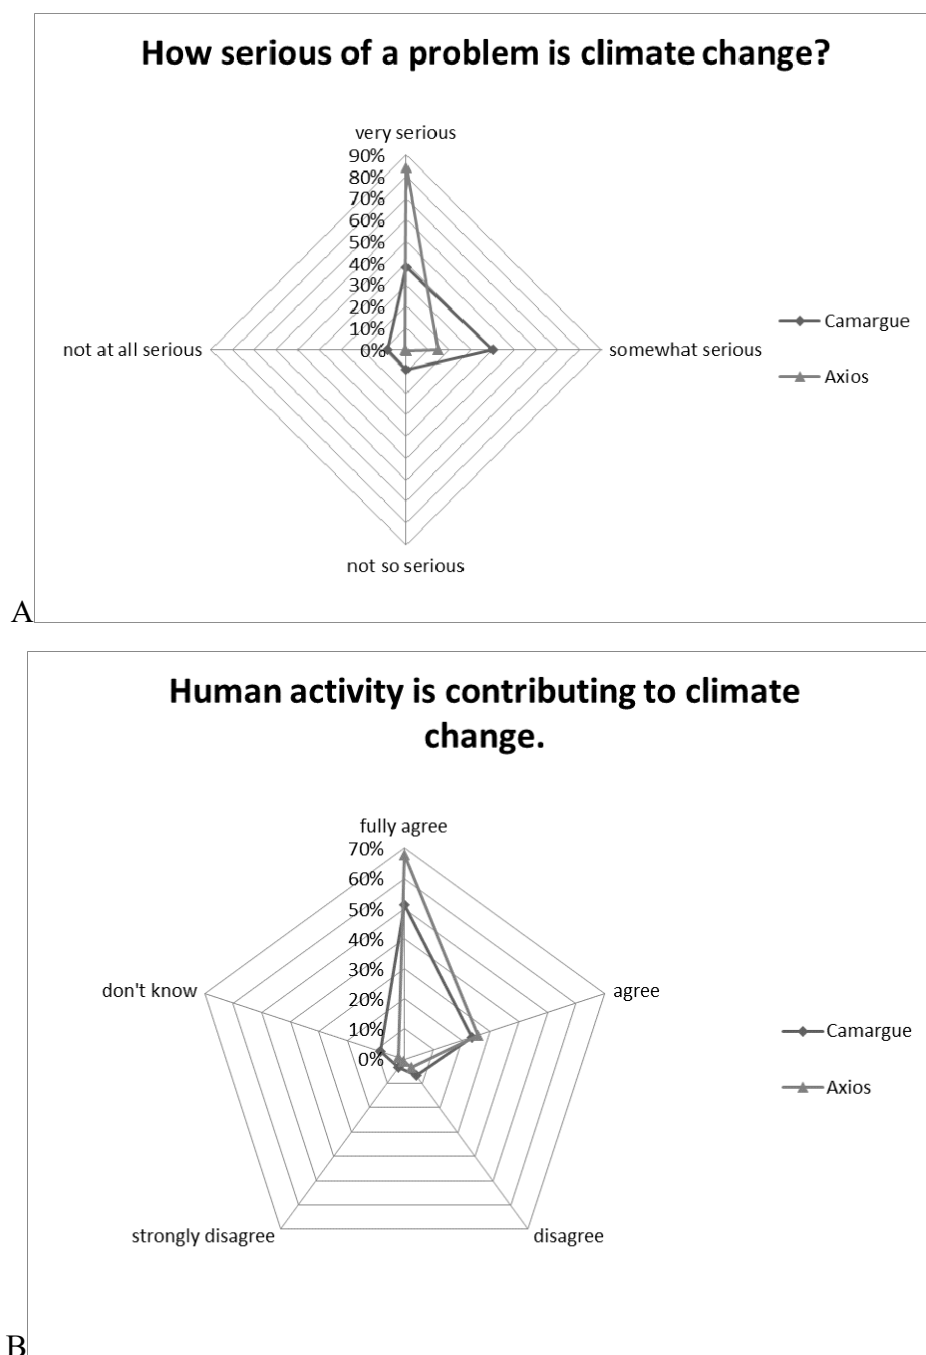 How serious of a problem is climate change?
very serious
90%
80%
70%
60%
50%
40%
30%
20%
10%
0%
not at all serious
somewhat serious
not so serious
Camargue
Axios
A
Human activity is contributing to climate
change.
fully agree
70%
60%
50%
40%
30%
20%
10%
0%
don't know
agree
strongly disagree
disagree
Camargue
Axios
B